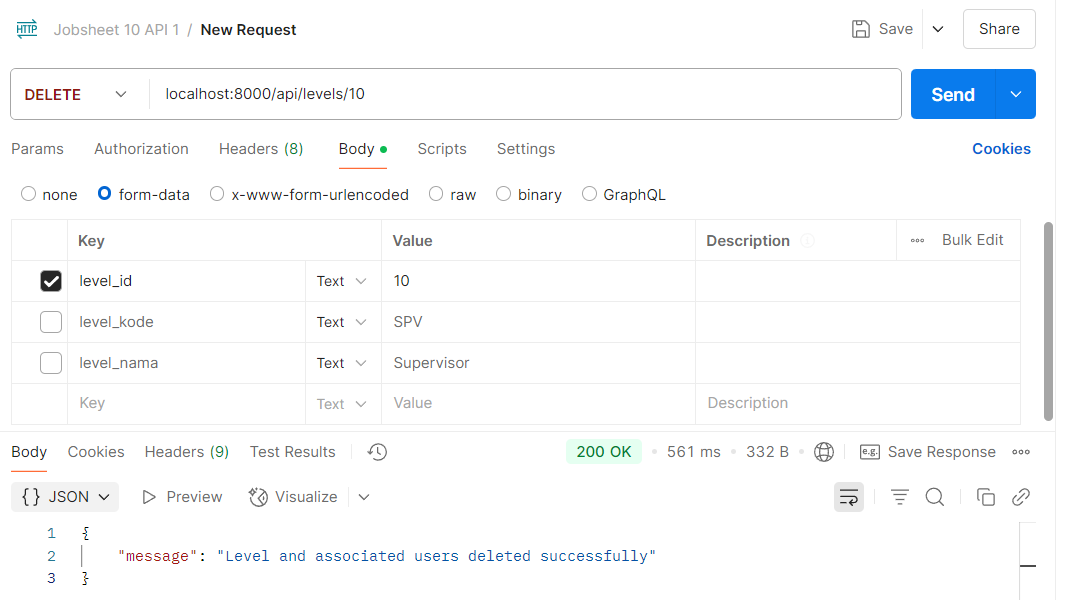 HTTP Jobsheet 10 API 1 / New Request Save Share
DELETE localhost:8000/api/levels/10 Send
Params Authorization Headers (8) Body Scripts Settings Cookies
none form-data x-www-form-urlencoded raw binary GraphQL
Key Value Description Bulk Edit
level_id Text 10
level_kode Text SPV
level_nama Text Supervisor
Key Text Value Description
Body Cookies Headers (9) Test Results 200 OK 561 ms 332 B e.g. Save Response
{} JSON Preview Visualize
1 {
2 "message": "Level and associated users deleted successfully"
3 }